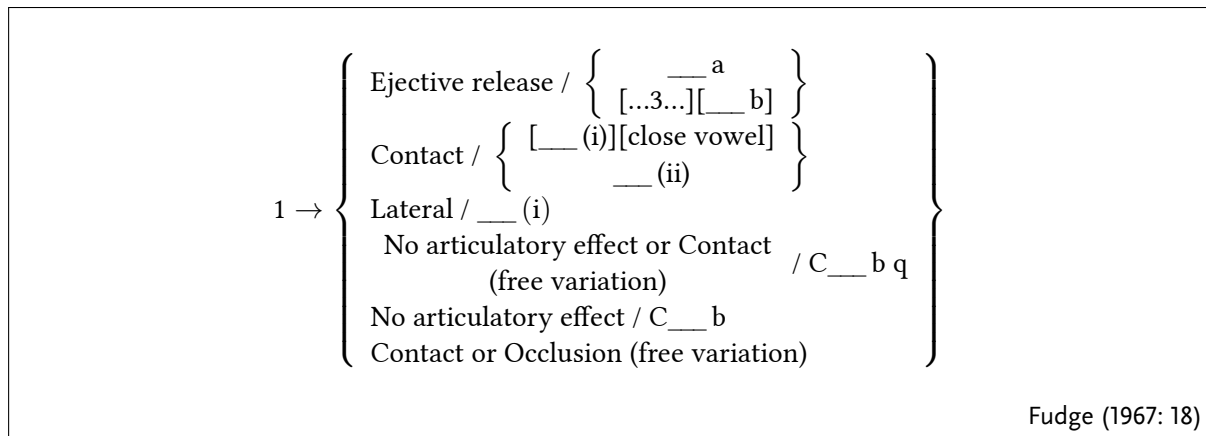 Ejective release / { ___ a
[...3...][___ b] }
Contact / { [___ (i)][close vowel]
___ (ii) }
1 → { Lateral / ___ (i)
No articulatory effect or Contact
(free variation) / C___ b q }
No articulatory effect / C___ b
Contact or Occlusion (free variation)
Fudge (1967: 18)